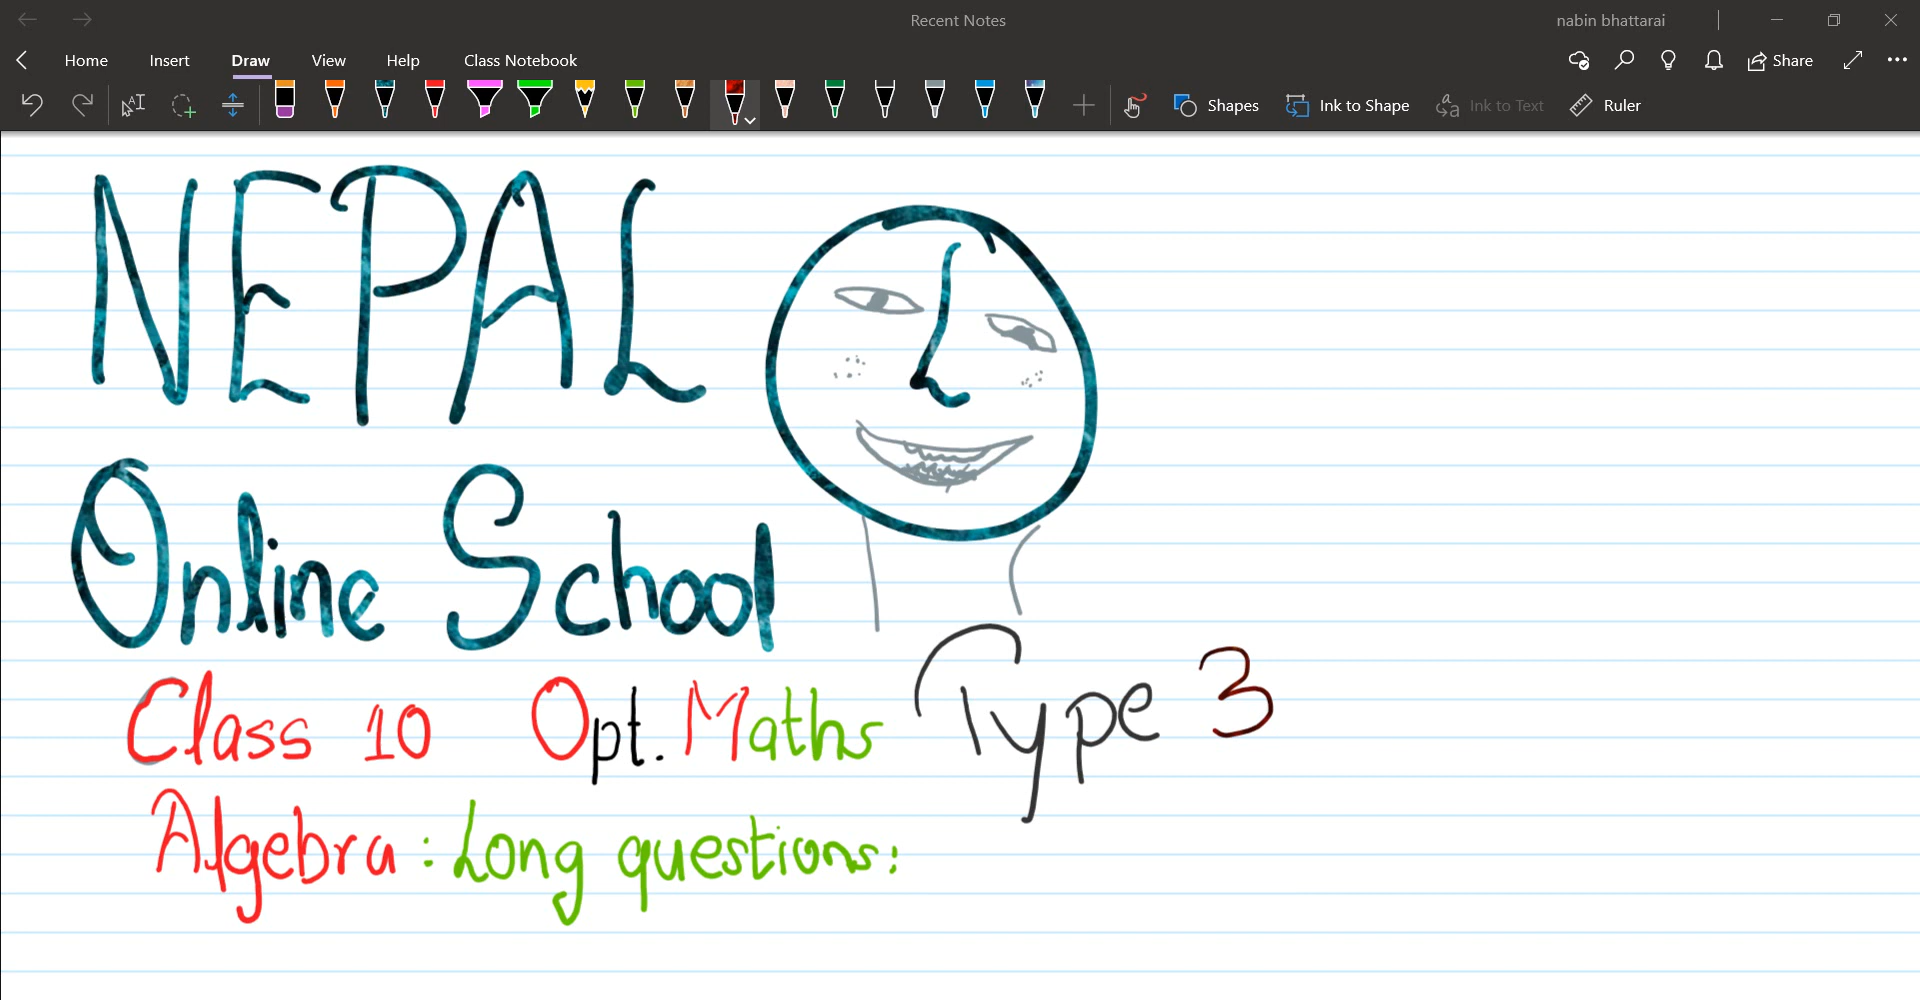 Recent Notes
nabin bhattarai
Home Insert Draw View Help Class Notebook
Share
Shapes Ink to Shape Ink to Text Ruler
NEPAL
Online School
Class 10 Opt. Maths Type 3
Algebra : Long questions: